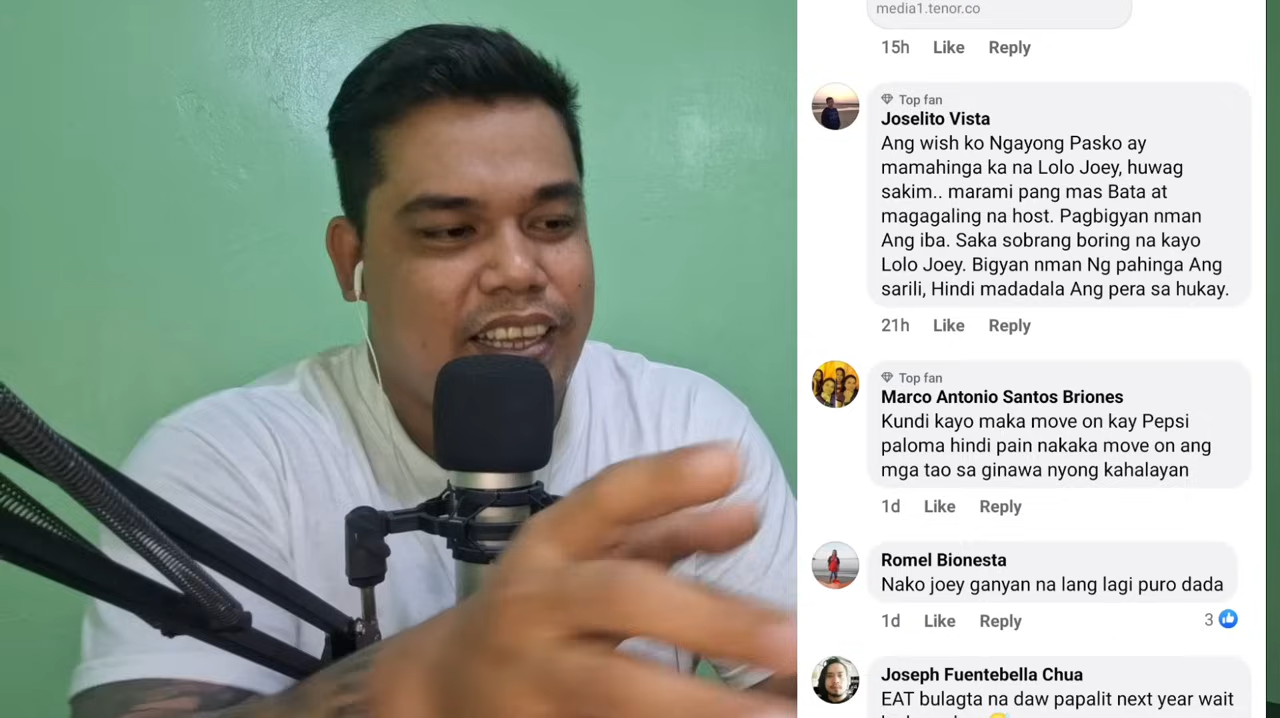 media1.tenor.co
15h Like Reply
Top fan
Joselito Vista
Ang wish ko Ngayong Pasko ay
mamahinga ka na Lolo Joey, huwag
sakim.. marami pang mas Bata at
magagaling na host. Pagbigyan nman
Ang iba. Saka sobrang boring na kayo
Lolo Joey. Bigyan nman Ng pahinga Ang
sarili, Hindi madadala Ang pera sa hukay.
21h Like Reply
Top fan
Marco Antonio Santos Briones
Kundi kayo maka move on kay Pepsi
paloma hindi pain nakaka move on ang
mga tao sa ginawa nyong kahalayan
1d Like Reply
Romel Bionesta
Nako joey ganyan na lang lagi puro dada
1d Like Reply 3
Joseph Fuentebella Chua
EAT bulagta na daw papalit next year wait